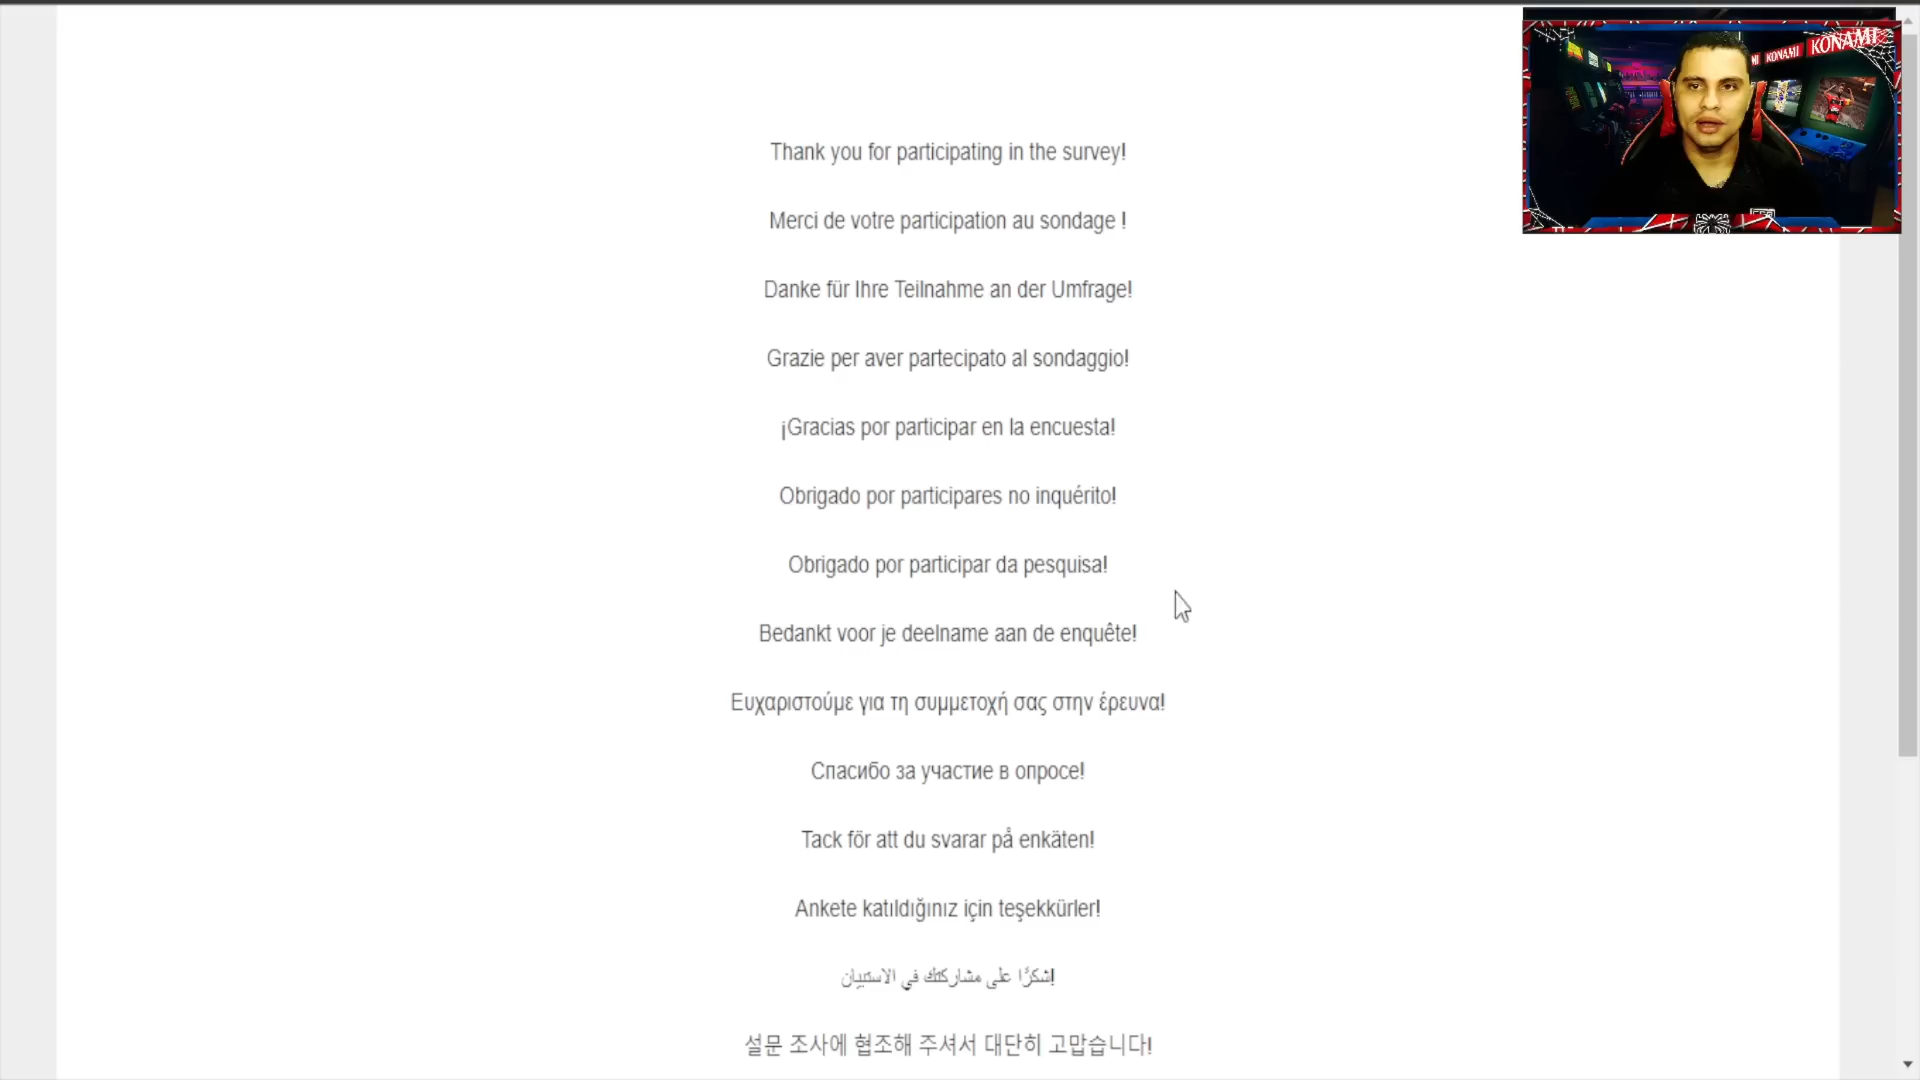 Thank you for participating in the survey!
Merci de votre participation au sondage !
Danke für Ihre Teilnahme an der Umfrage!
Grazie per aver partecipato al sondaggio!
¡Gracias por participar en la encuesta!
Obrigado por participares no inquérito!
Obrigado por participar da pesquisa!
Bedankt voor je deelname aan de enquête!
Ευχαριστούμε για τη συμμετοχή σας στην έρευνα!
Спасибо за участие в опросе!
Tack för att du svarar på enkäten!
Ankete katıldığınız için teşekkürler!
شكرًا على مشاركتك في الاستبيان!
설문 조사에 협조해 주셔서 대단히 고맙습니다!
KONAMI
KONAMI